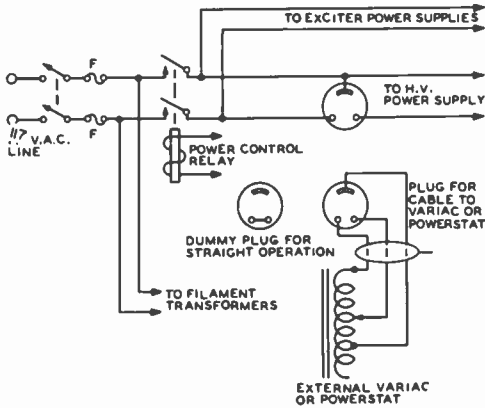 TO EXCITER POWER SUPPLIES
F
F
117 V.A.C.
LINE
TO H.V.
POWER SUPPLY
POWER CONTROL
RELAY
DUMMY PLUG FOR
STRAIGHT OPERATION
PLUG FOR
CABLE TO
VARIAC OR
POWERSTAT
TO FILAMENT
TRANSFORMERS
EXTERNAL VARIAC
OR POWERSTAT